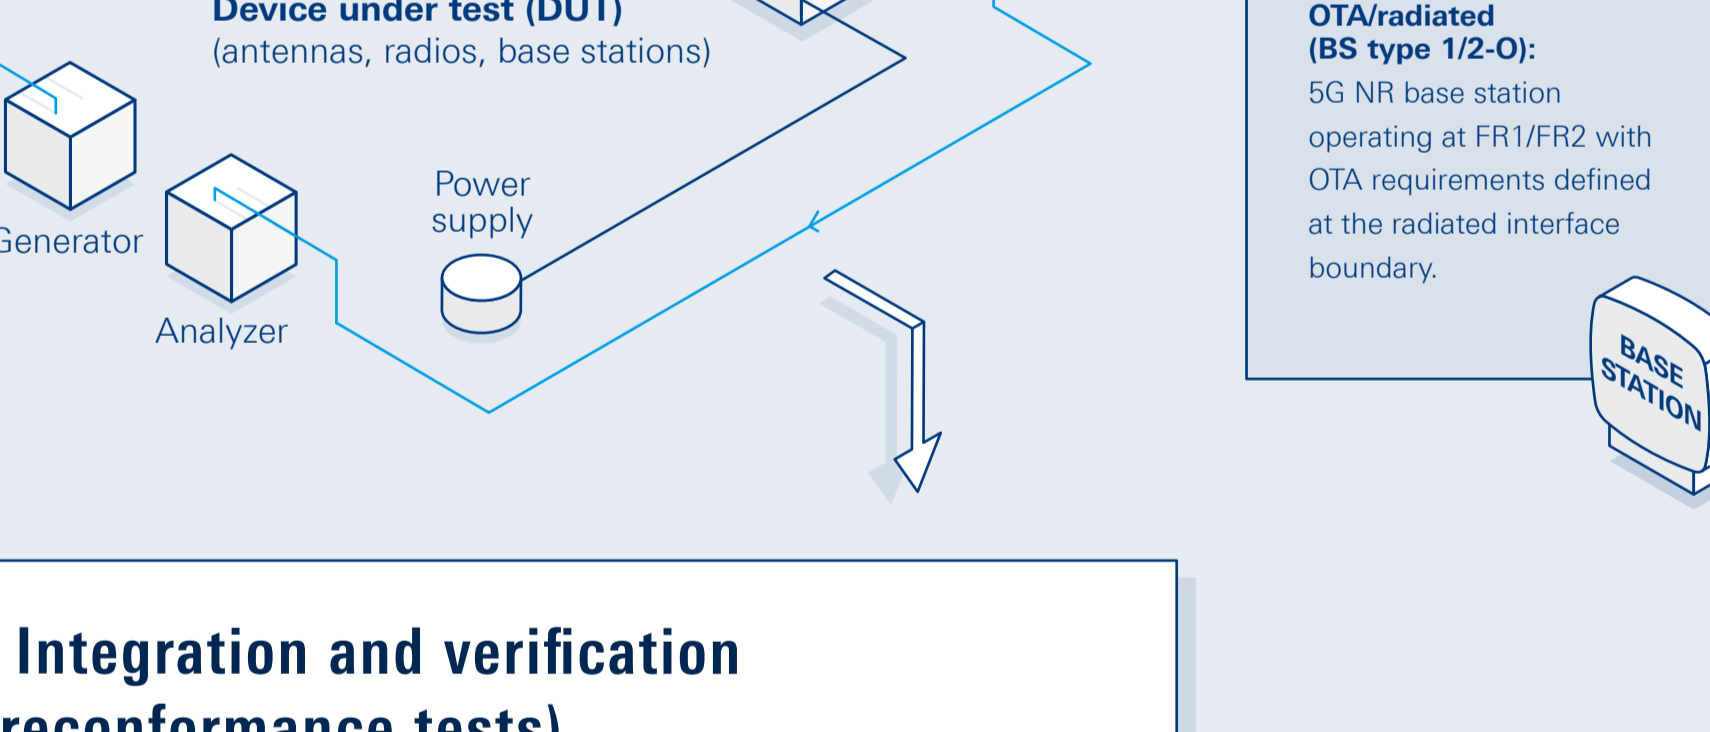 Device under test (DUT)
(antennas, radios, base stations)
Generator
Analyzer
Power
supply
OTA/radiated
(BS type 1/2-O):
5G NR base station
operating at FR1/FR2 with
OTA requirements defined
at the radiated interface
boundary.
BASE
STATION
Integration and verification
reconformance tests)